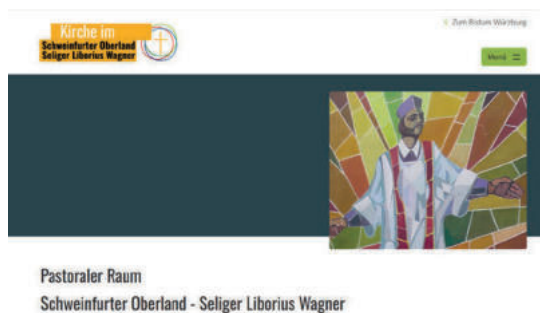 Kirche im
Schweinfurter Oberland
Seliger Liborius Wagner
Zum Bistum Würzburg
Menü
Pastoraler Raum
Schweinfurter Oberland - Seliger Liborius Wagner